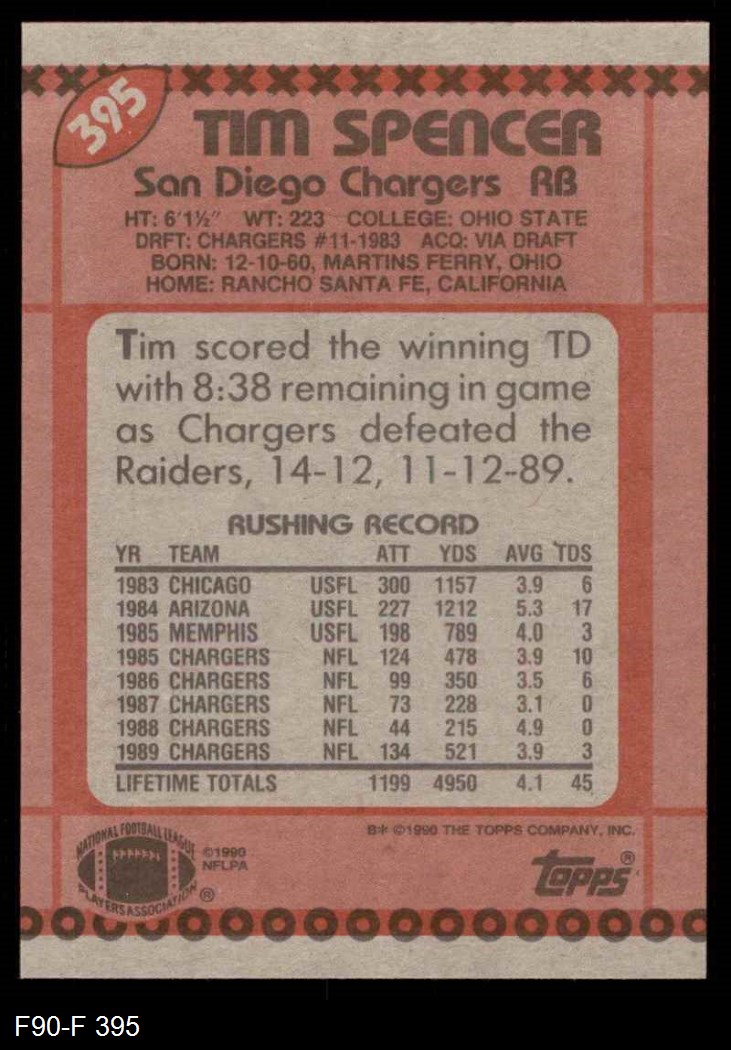 395
TIM SPENCER
San Diego Chargers RB
HT: 6'1½" WT: 223 COLLEGE: OHIO STATE
DRFT: CHARGERS #11-1983 ACQ: VIA DRAFT
BORN: 12-10-60, MARTINS FERRY, OHIO
HOME: RANCHO SANTA FE, CALIFORNIA
Tim scored the winning TD
with 8:38 remaining in game
as Chargers defeated the
Raiders, 14-12, 11-12-89.
RUSHING RECORD
YR TEAM ATT YDS AVG TDS
1983 CHICAGO USFL 300 1157 3.9 6
1984 ARIZONA USFL 227 1212 5.3 17
1985 MEMPHIS USFL 198 789 4.0 3
1985 CHARGERS NFL 124 478 3.9 10
1986 CHARGERS NFL 99 350 3.5 6
1987 CHARGERS NFL 73 228 3.1 0
1988 CHARGERS NFL 44 215 4.9 0
1989 CHARGERS NFL 134 521 3.9 3
LIFETIME TOTALS 1199 4950 4.1 45
B* ©1990 THE TOPPS COMPANY, INC.
NATIONAL FOOTBALL LEAGUE
PLAYERS ASSOCIATION ®
©1990
NFLPA
Topps ®
F90-F 395